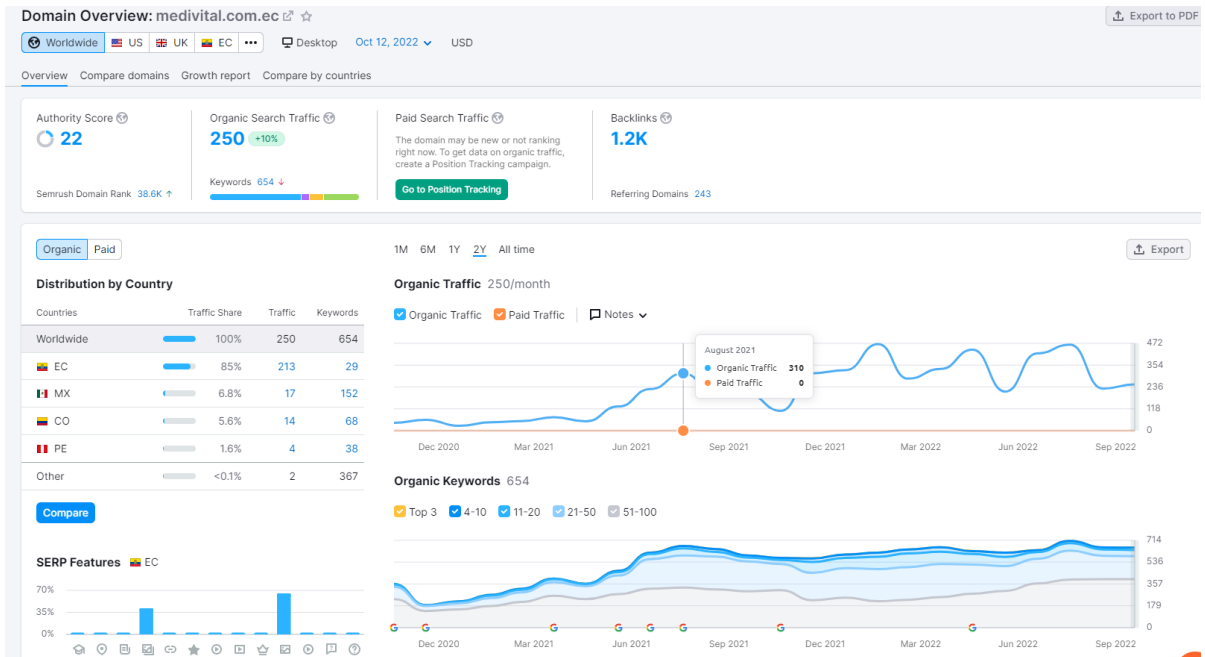 Domain Overview: medivital.com.ec
Export to PDF
Worldwide US UK EC ••• Desktop Oct 12, 2022 USD
Overview Compare domains Growth report Compare by countries
Authority Score Organic Search Traffic Paid Search Traffic Backlinks
22 250 +10% 1.2K
The domain may be new or not ranking
right now. To get data on organic traffic,
create a Position Tracking campaign.
Go to Position Tracking
Keywords 654 ↓
Semrush Domain Rank 38.6K ↑
Referring Domains 243
Organic Paid
Distribution by Country
Countries Traffic Share Traffic Keywords
Worldwide 100% 250 654
EC 85% 213 29
MX 6.8% 17 152
CO 5.6% 14 68
PE 1.6% 4 38
Other <0.1% 2 367
Compare
SERP Features EC
70%
35%
0%
1M 6M 1Y 2Y All time
Export
Organic Traffic 250/month
Organic Traffic Paid Traffic Notes
August 2021
Organic Traffic 310
Paid Traffic 0
472
354
236
118
0
Dec 2020 Mar 2021 Jun 2021 Sep 2021 Dec 2021 Mar 2022 Jun 2022 Sep 2022
Organic Keywords 654
Top 3 4-10 11-20 21-50 51-100
714
536
357
179
0
G G G G G G G G
Dec 2020 Mar 2021 Jun 2021 Sep 2021 Dec 2021 Mar 2022 Jun 2022 Sep 2022